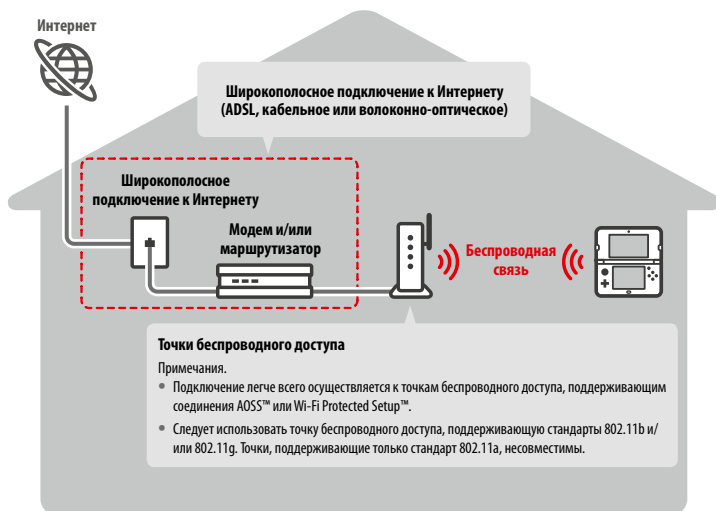 Интернет
Широкополосное подключение к Интернету
(ADSL, кабельное или волоконно-оптическое)
Широкополосное
подключение к Интернету
Модем и/или
маршрутизатор
Беспроводная
связь
Точки беспроводного доступа
Примечания.
• Подключение легче всего осуществляется к точкам беспроводного доступа, поддерживающим
соединения AOSS™ или Wi-Fi Protected Setup™.
• Следует использовать точку беспроводного доступа, поддерживающую стандарты 802.11b и/
или 802.11g. Точки, поддерживающие только стандарт 802.11a, несовместимы.